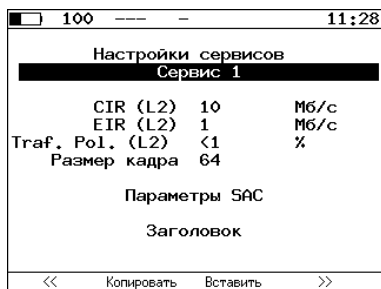 100 --- - 11:28
Настройки сервисов
Сервис 1
CIR (L2) 10 Мб/с
EIR (L2) 1 Мб/с
Traf. Pol. (L2) <1 %
Размер кадра 64
Параметры SAC
Заголовок
<< Копировать Вставить >>